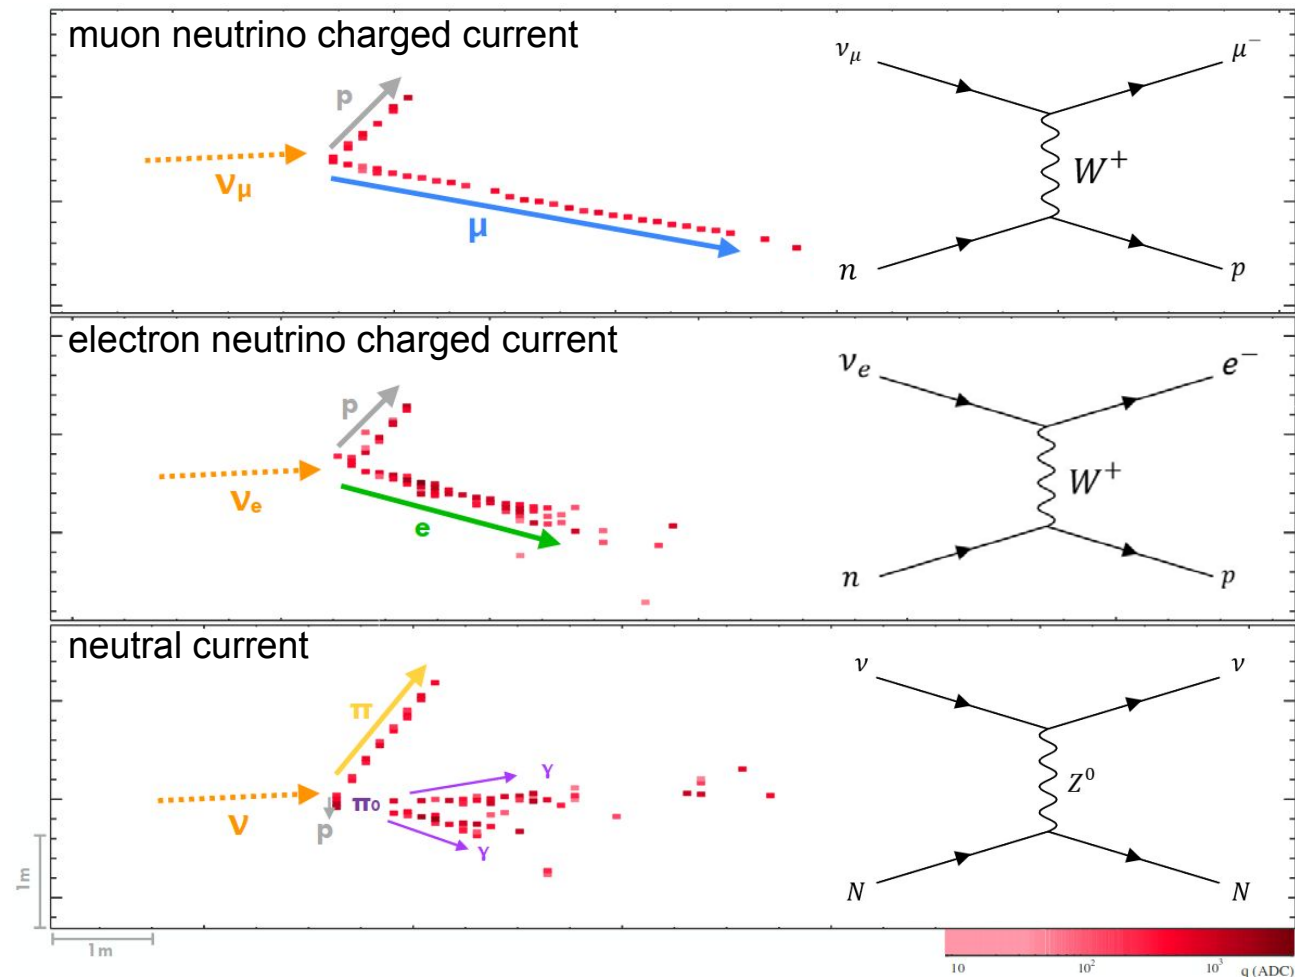 muon neutrino charged current
p
ν_μ
μ
ν_μ
μ⁻
W⁺
n
p
electron neutrino charged current
p
ν_e
e
ν_e
e⁻
W⁺
n
p
neutral current
π
ν
p
π₀
γ
γ
ν
ν
Z⁰
N
N
1m
1m
10
10²
10³
q (ADC)